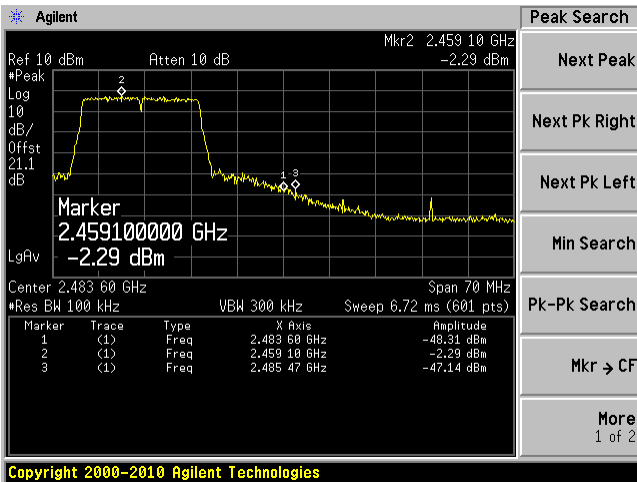 Agilent
Peak Search
Mkr2 2.459 10 GHz
Ref 10 dBm Atten 10 dB -2.29 dBm
#Peak
Log
10
dB/
Offst
21.1
dB
LgAv
2
1 3
Marker
2.459100000 GHz
-2.29 dBm
Center 2.483 60 GHz Span 70 MHz
#Res BW 100 kHz VBW 300 kHz Sweep 6.72 ms (601 pts)
Marker Trace Type X Axis Amplitude
1 (1) Freq 2.483 60 GHz -48.31 dBm
2 (1) Freq 2.459 10 GHz -2.29 dBm
3 (1) Freq 2.485 47 GHz -47.14 dBm
Next Peak
Next Pk Right
Next Pk Left
Min Search
Pk-Pk Search
Mkr → CF
More
1 of 2
Copyright 2000-2010 Agilent Technologies